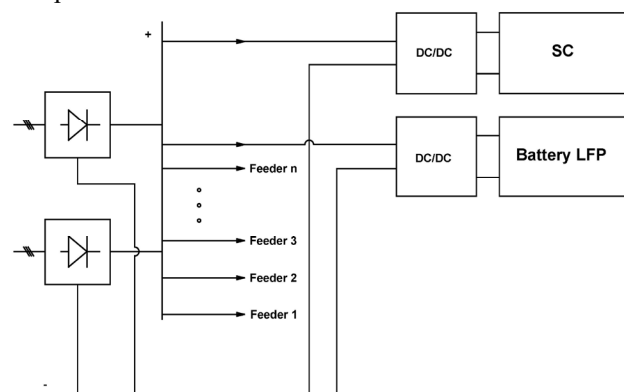 +
DC/DC
SC
DC/DC
Battery LFP
Feeder n
Feeder 3
Feeder 2
Feeder 1
-